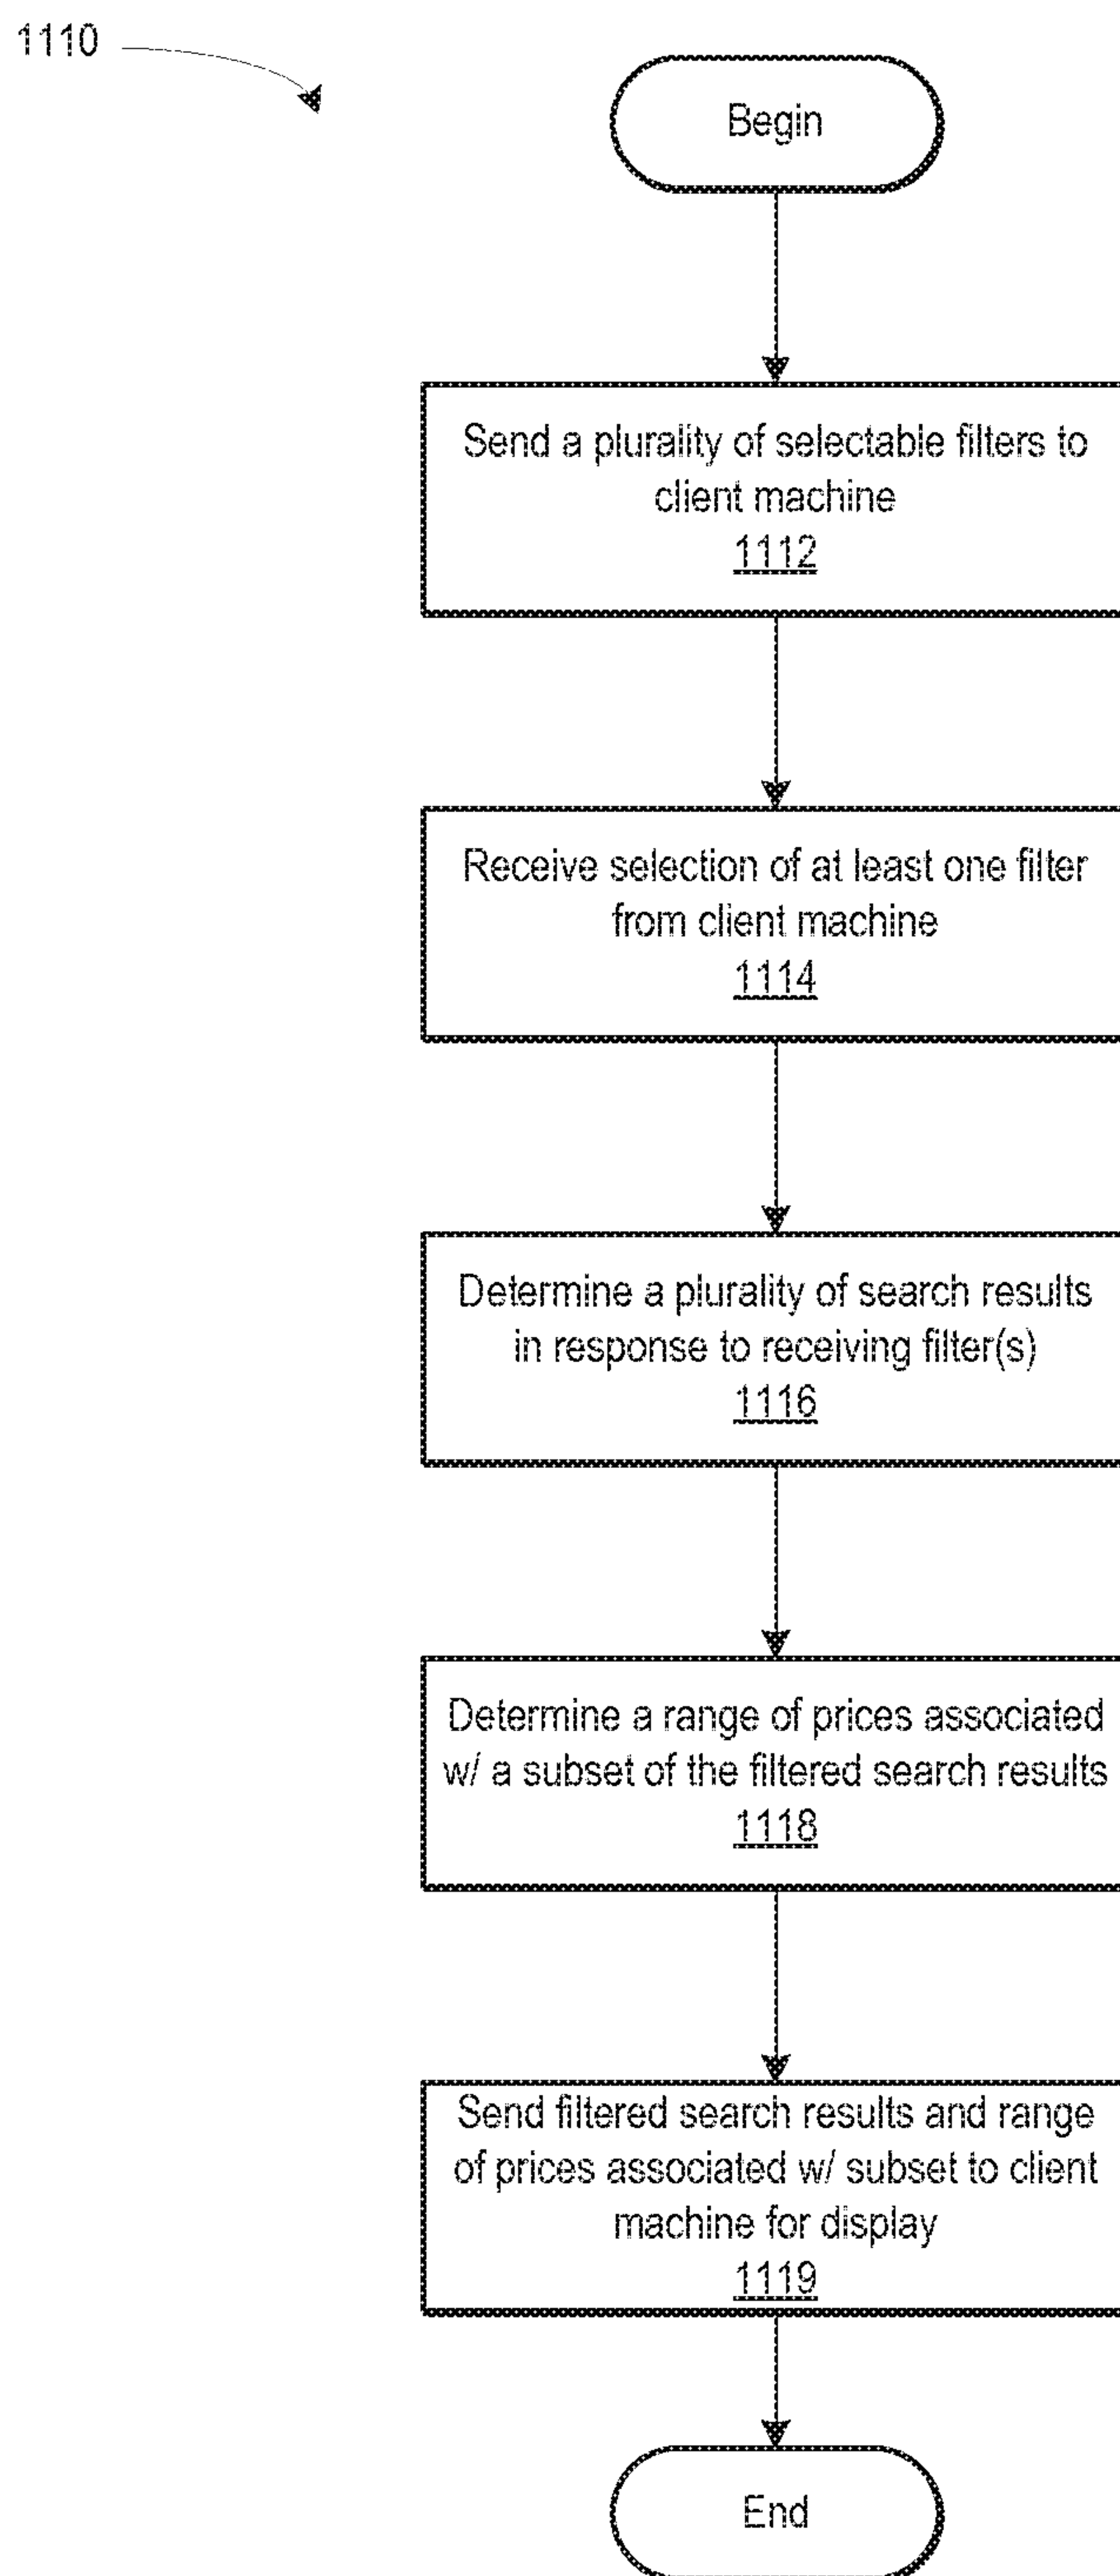 1110
Begin
Send a plurality of selectable filters to
client machine
1112
Receive selection of at least one filter
from client machine
1114
Determine a plurality of search results
in response to receiving filter(s)
1116
Determine a range of prices associated
w/ a subset of the filtered search results
1118
Send filtered search results and range
of prices associated w/ subset to client
machine for display
1119
End